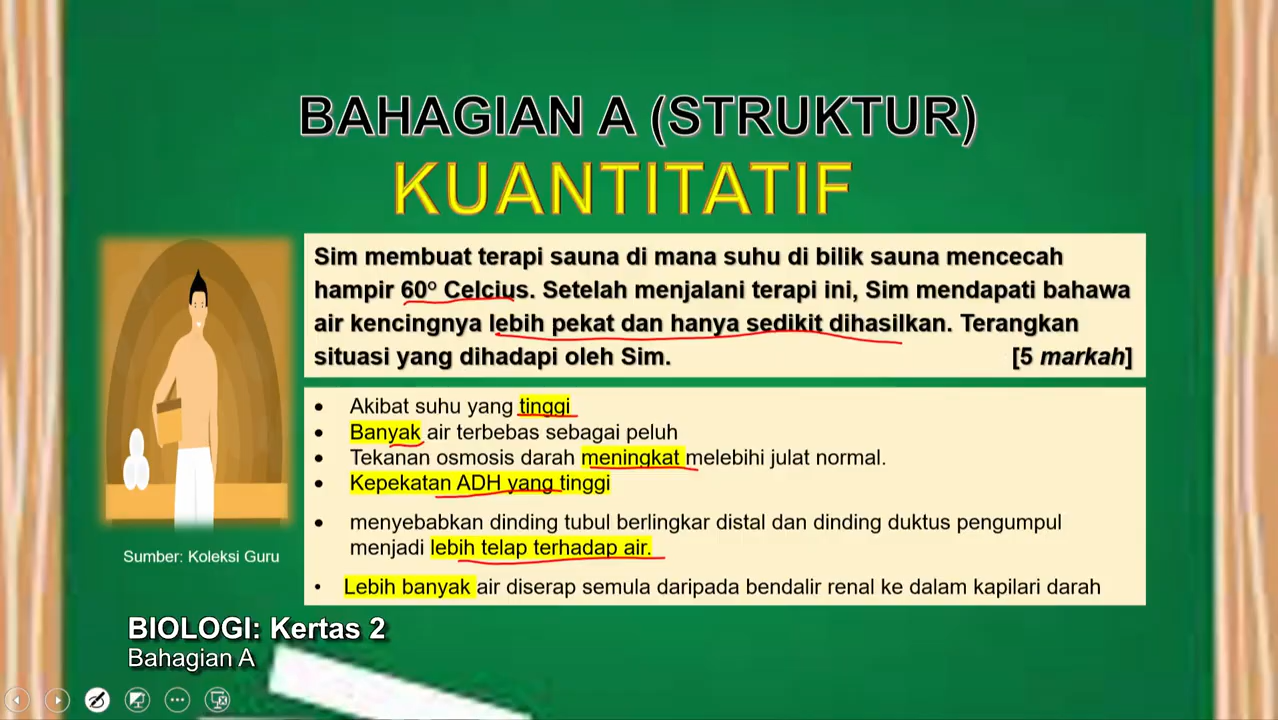 BAHAGIAN A (STRUKTUR)
KUANTITATIF
Sim membuat terapi sauna di mana suhu di bilik sauna mencecah
hampir 60° Celcius. Setelah menjalani terapi ini, Sim mendapati bahawa
air kencingnya lebih pekat dan hanya sedikit dihasilkan. Terangkan
situasi yang dihadapi oleh Sim. [5 markah]
• Akibat suhu yang tinggi
• Banyak air terbebas sebagai peluh
• Tekanan osmosis darah meningkat melebihi julat normal.
• Kepekatan ADH yang tinggi
• menyebabkan dinding tubul berlingkar distal dan dinding duktus pengumpul
menjadi lebih telap terhadap air.
• Lebih banyak air diserap semula daripada bendalir renal ke dalam kapilari darah
Sumber: Koleksi Guru
BIOLOGI: Kertas 2
Bahagian A